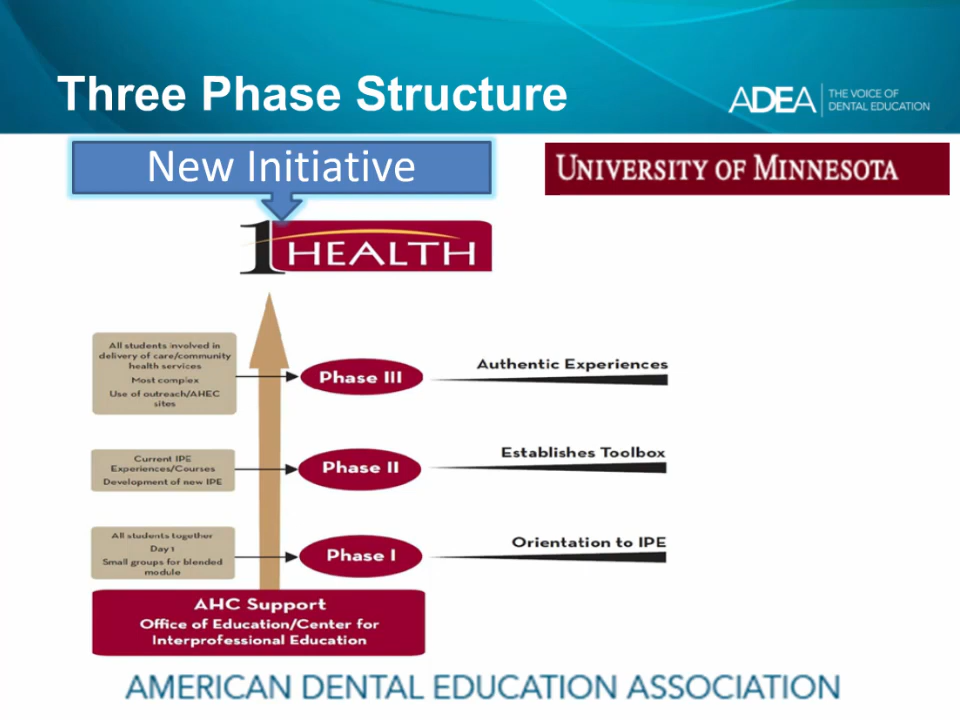 Three Phase Structure
ADEA
THE VOICE OF
DENTAL EDUCATION
New Initiative
UNIVERSITY OF MINNESOTA
1HEALTH
All students involved in
delivery of care/community
health services
Most complex
Use of outreach/AHEC
sites
Phase III
Authentic Experiences
Current IPE
Experiences/Courses
Development of new IPE
Phase II
Establishes Toolbox
All students together
Day 1
Small groups for blended
module
Phase I
Orientation to IPE
AHC Support
Office of Education/Center for
Interprofessional Education
AMERICAN DENTAL EDUCATION ASSOCIATION